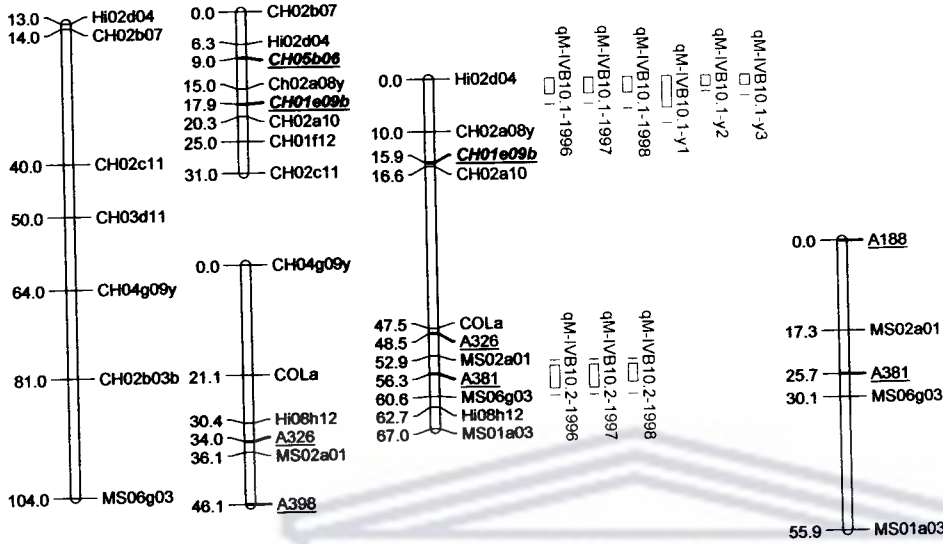 13.0 Hi02d04
14.0 CH02b07
40.0 CH02c11
50.0 CH03d11
64.0 CH04g09y
81.0 CH02b03b
104.0 MS06g03
0.0 CH02b07
6.3 Hi02d04
9.0 CH05b06
15.0 Ch02a08y
17.9 CH01e09b
20.3 CH02a10
25.0 CH01f12
31.0 CH02c11
0.0 CH04g09y
21.1 COLa
30.4 Hi08h12
34.0 A326
36.1 MS02a01
46.1 A398
0.0 Hi02d04
10.0 CH02a08y
15.9 CH01e09b
16.6 CH02a10
47.5 COLa
48.5 A326
52.9 MS02a01
56.3 A381
60.6 MS06g03
62.7 Hi08h12
67.0 MS01a03
qM-IVB10.1-1996
qM-IVB10.1-1997
qM-IVB10.1-1998
qM-IVB10.1-y1
qM-IVB10.1-y2
qM-IVB10.1-y3
qM-IVB10.2-1996
qM-IVB10.2-1997
qM-IVB10.2-1998
0.0 A188
17.3 MS02a01
25.7 A381
30.1 MS06g03
55.9 MS01a03